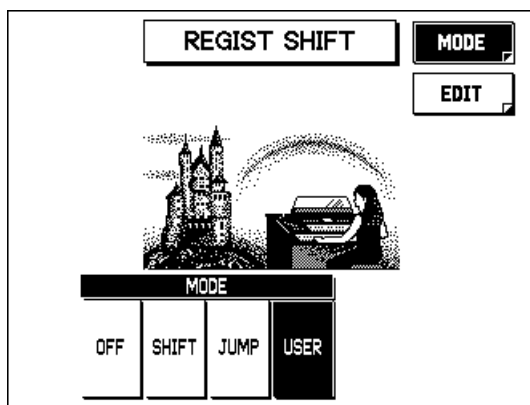 REGIST SHIFT
MODE
EDIT
MODE
OFF SHIFT JUMP USER